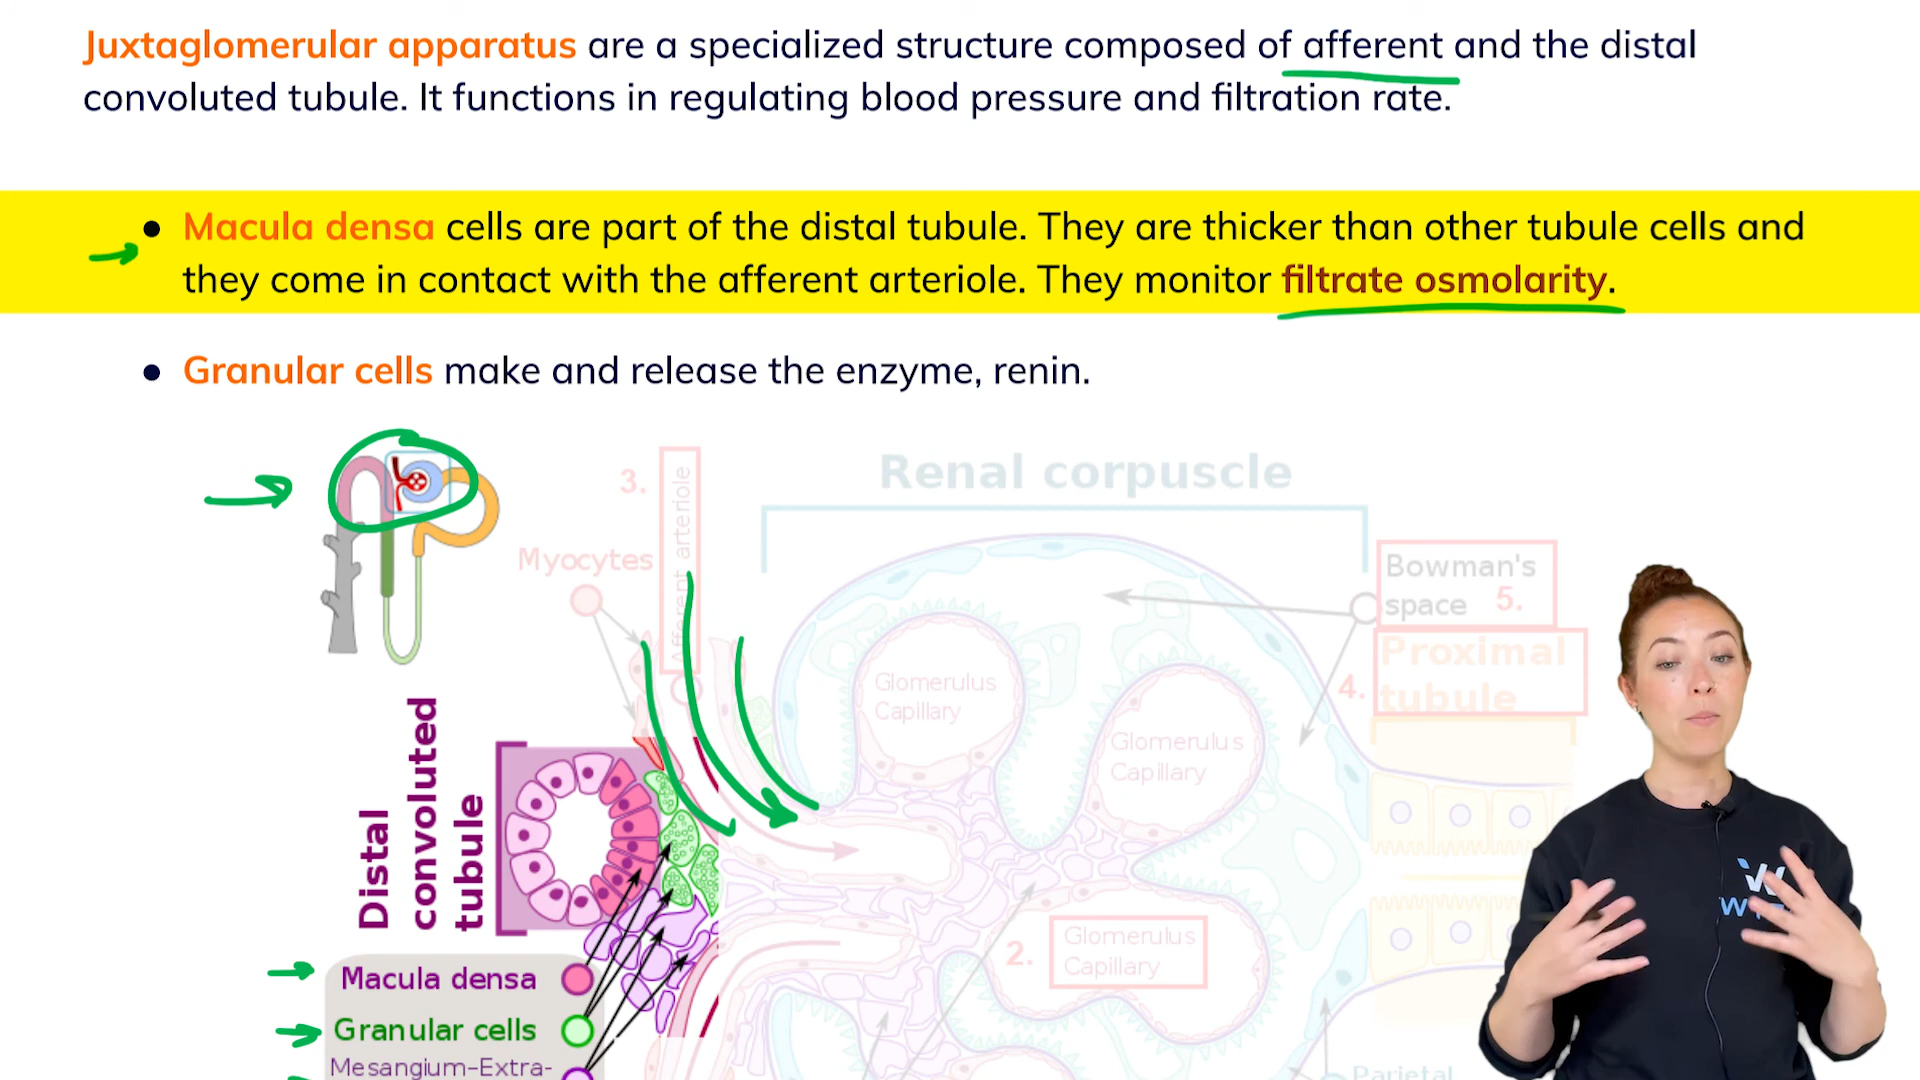 Juxtaglomerular apparatus are a specialized structure composed of afferent and the distal
convoluted tubule. It functions in regulating blood pressure and filtration rate.
● Macula densa cells are part of the distal tubule. They are thicker than other tubule cells and
they come in contact with the afferent arteriole. They monitor filtrate osmolarity.
● Granular cells make and release the enzyme, renin.
Renal corpuscle
3.
Afferent arteriole
Myocytes
Bowman's
space 5.
Proximal
tubule
4.
Glomerulus
Capillary
Glomerulus
Capillary
Distal
convoluted
tubule
2.
Glomerulus
Capillary
Macula densa
Granular cells
Mesangium-Extra-
Parietal